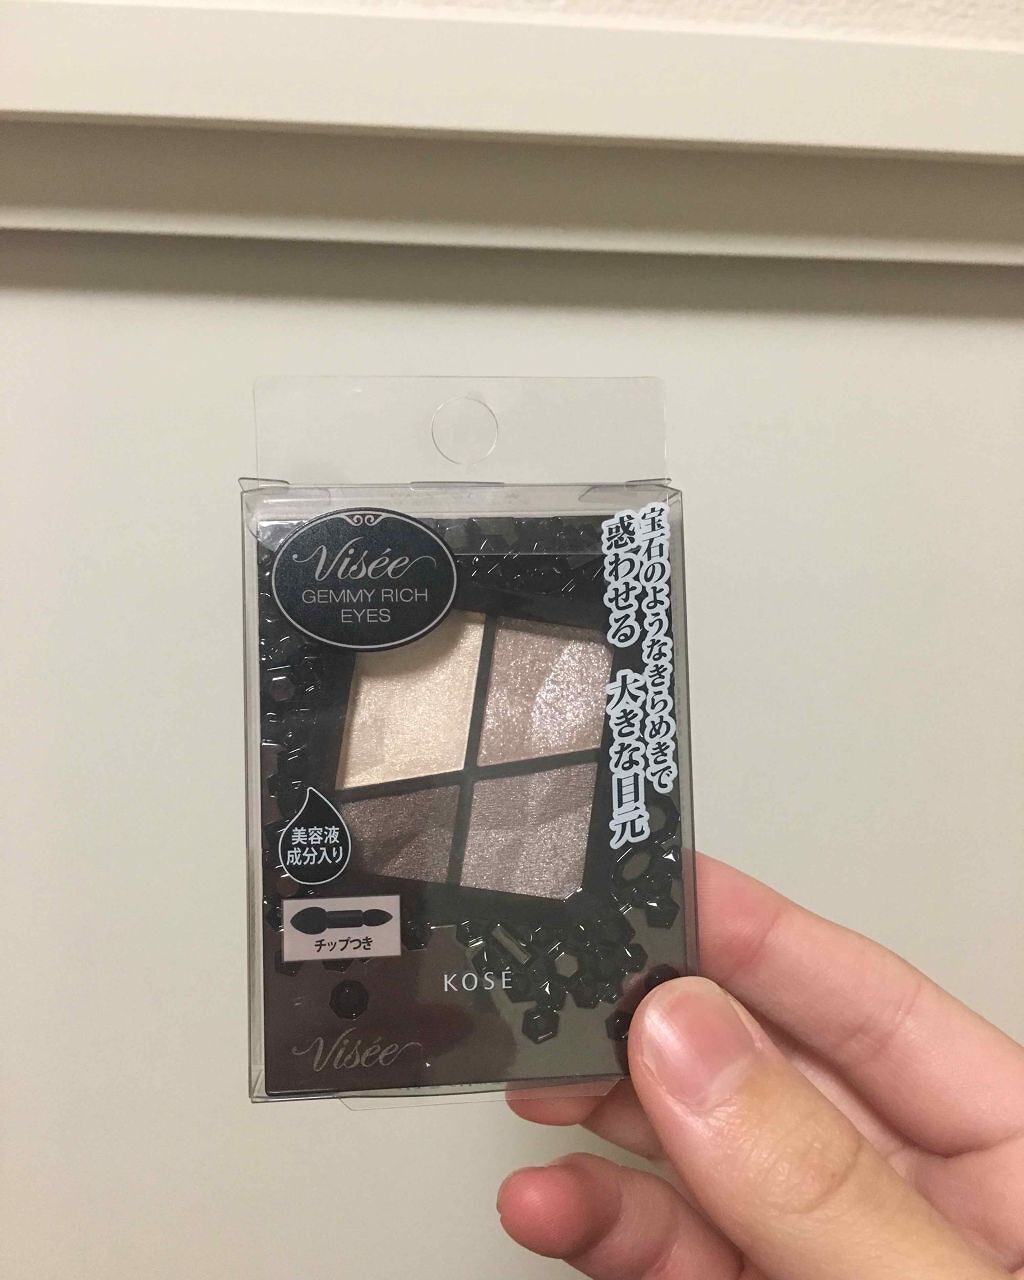 Visée
GEMMY RICH
EYES
宝石のようなきらめきで
惑わせる 大きな目元
美容液
成分入り
チップつき
KOSÉ
Visée